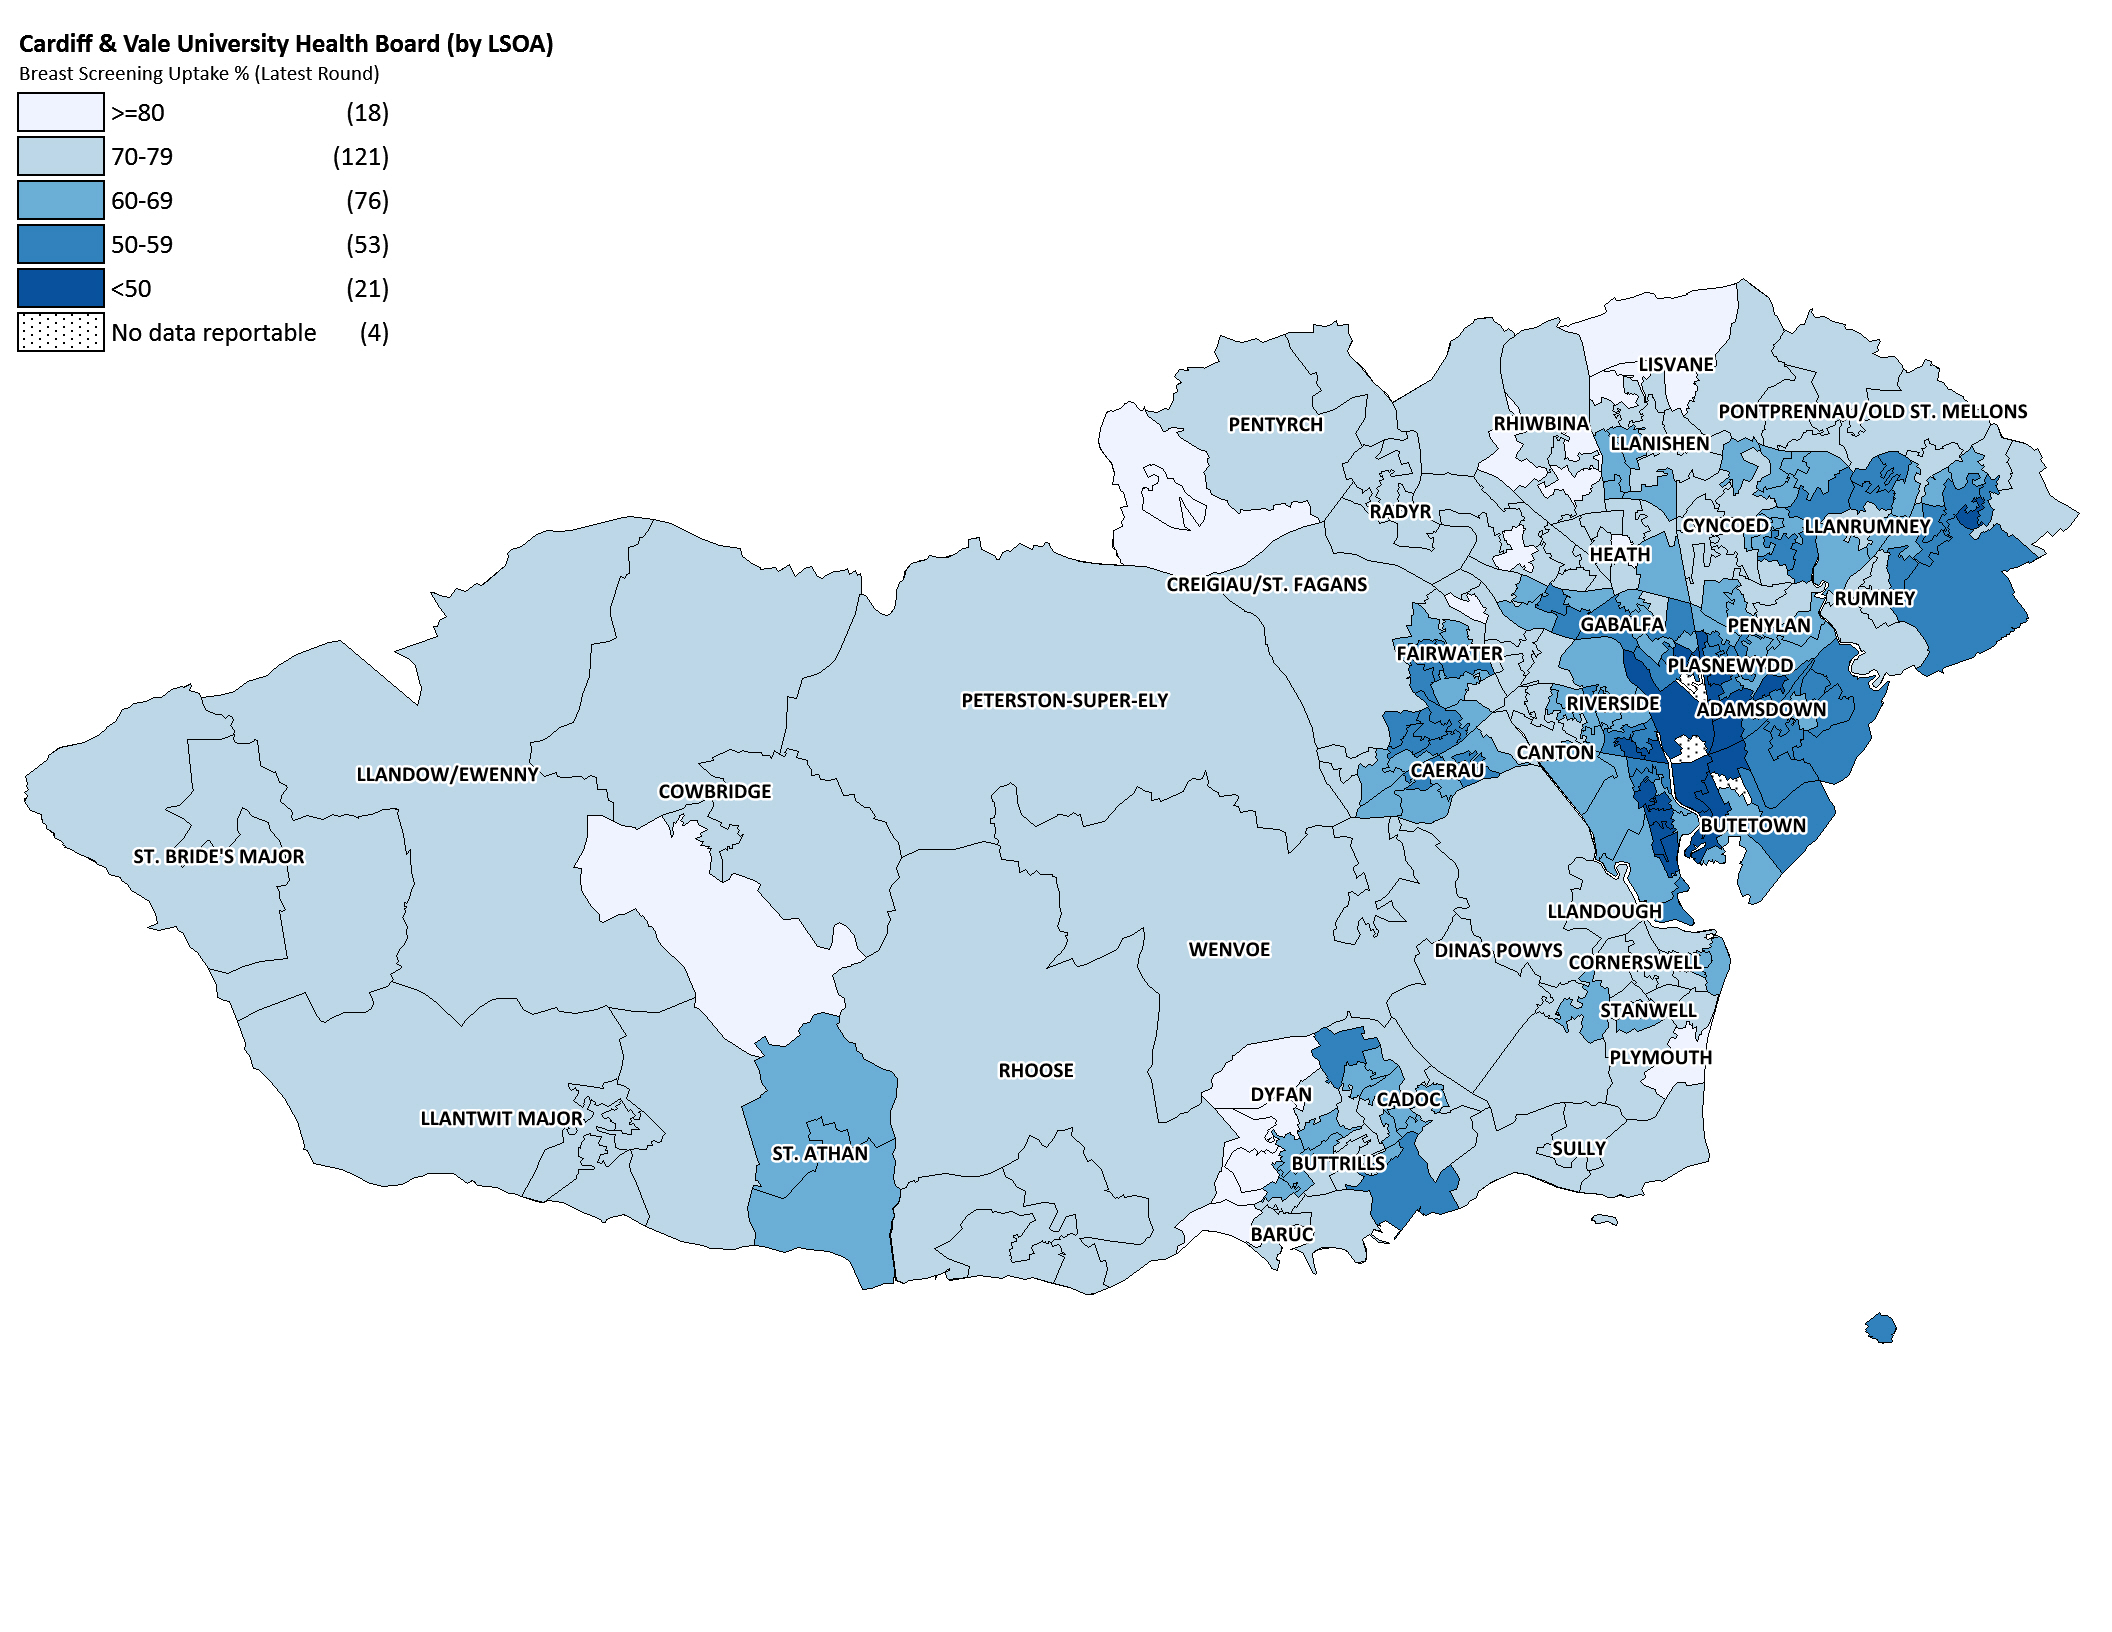 Cardiff & Vale University Health Board (by LSOA)
Breast Screening Uptake % (Latest Round)
>=80 (18)
70-79 (121)
60-69 (76)
50-59 (53)
<50 (21)
No data reportable (4)
LISVANE
PONTPRENNAU/OLD ST. MELLONS
PENTYRCH
RHIWBINA
LLANISHEN
RADYR
CYNCOED
LLANRUMNEY
HEATH
CREIGIAU/ST. FAGANS
RUMNEY
GABALFA
PENYLAN
FAIRWATER
PLASNEWYDD
PETERSTON-SUPER-ELY
RIVERSIDE
ADAMSDOWN
CANTON
CAERAU
LLANDOW/EWENNY
COWBRIDGE
BUTETOWN
ST. BRIDE'S MAJOR
LLANDOUGH
WENVOE
DINAS POWYS
CORNERSWELL
STANWELL
PLYMOUTH
RHOOSE
DYFAN
CADOC
LLANTWIT MAJOR
ST. ATHAN
SULLY
BUTTRILLS
BARUC